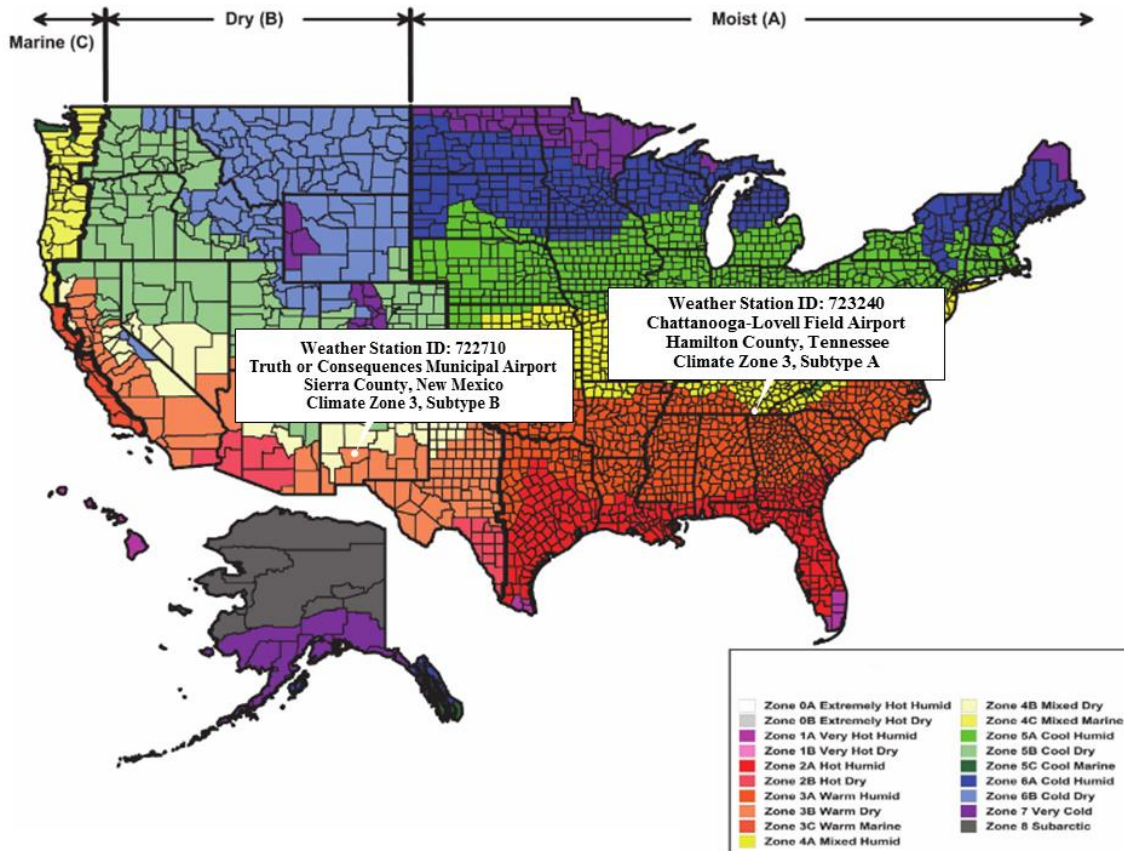 Dry (B)
Moist (A)
Marine (C)
Weather Station ID: 722710
Truth or Consequences Municipal Airport
Sierra County, New Mexico
Climate Zone 3, Subtype B
Weather Station ID: 723240
Chattanooga-Lovell Field Airport
Hamilton County, Tennessee
Climate Zone 3, Subtype A
Zone 0A Extremely Hot Humid
Zone 0B Extremely Hot Dry
Zone 1A Very Hot Humid
Zone 1B Very Hot Dry
Zone 2A Hot Humid
Zone 2B Hot Dry
Zone 3A Warm Humid
Zone 3B Warm Dry
Zone 3C Warm Marine
Zone 4A Mixed Humid
Zone 4B Mixed Dry
Zone 4C Mixed Marine
Zone 5A Cool Humid
Zone 5B Cool Dry
Zone 5C Cool Marine
Zone 6A Cold Humid
Zone 6B Cold Dry
Zone 7 Very Cold
Zone 8 Subarctic